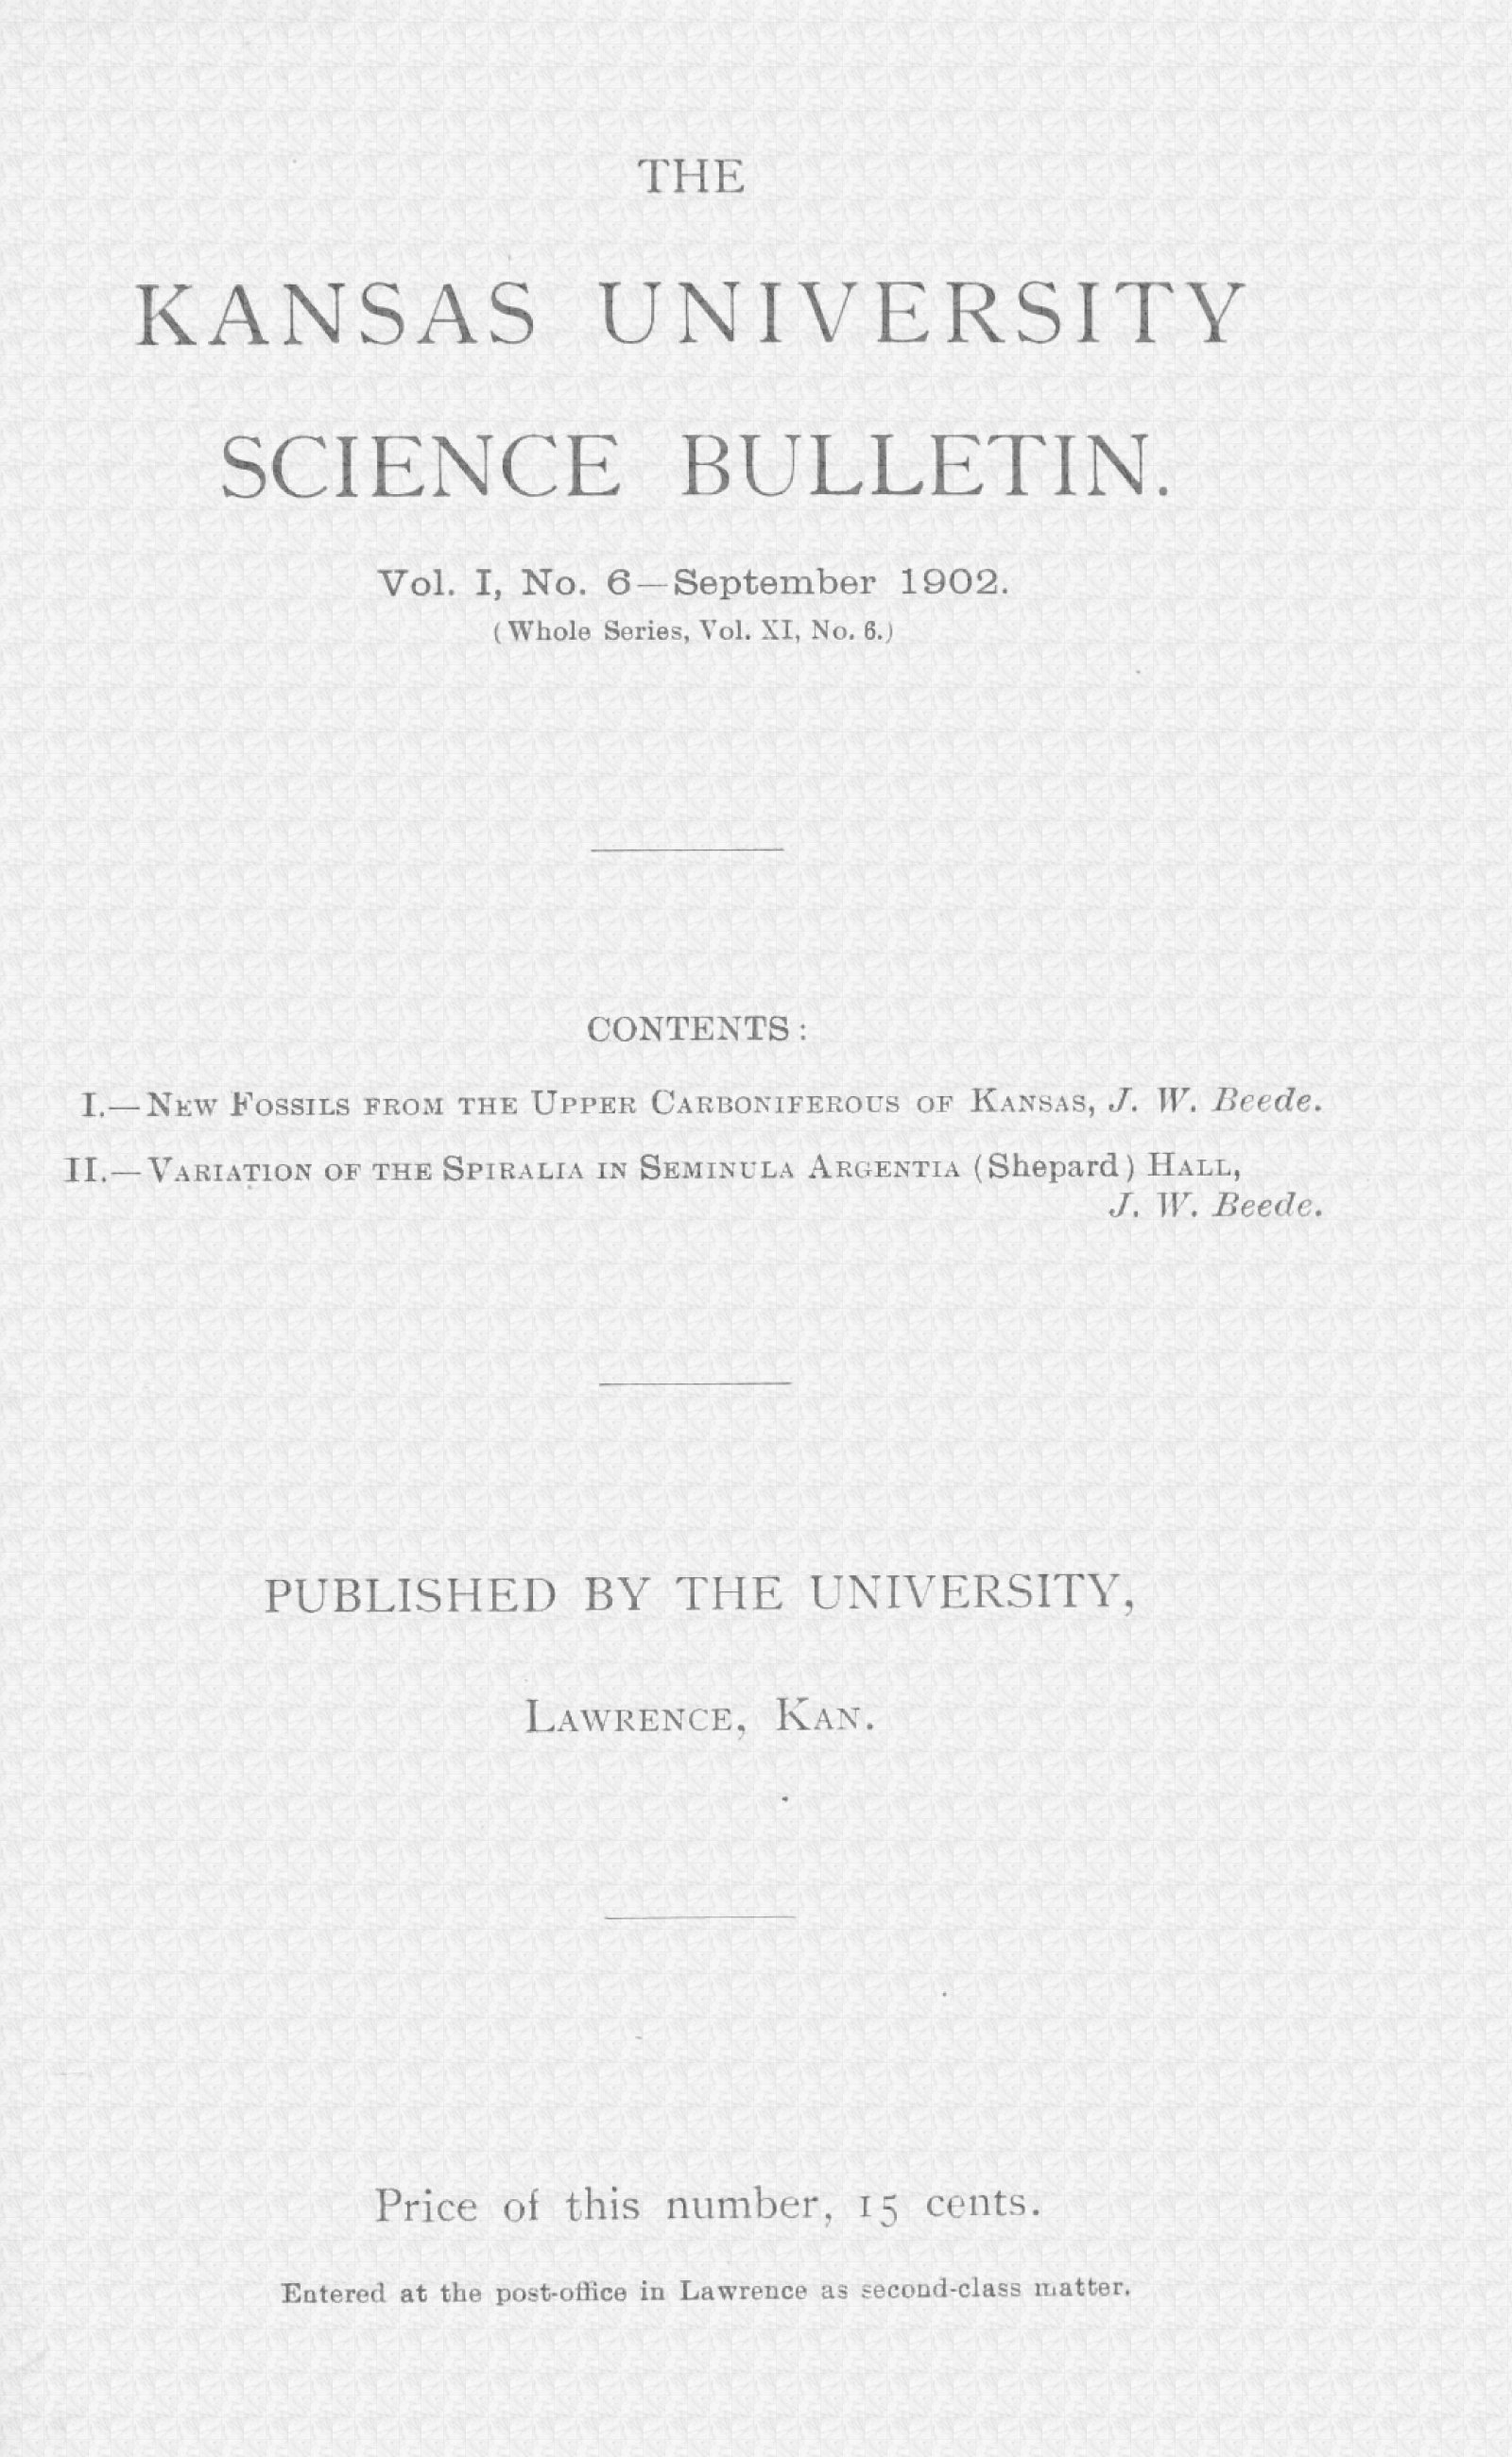 THE
KANSAS UNIVERSITY
SCIENCE BULLETIN.
Vol. I, No. 6—September 1902.
(Whole Series, Vol. XI, No. 6.)
CONTENTS:
I.—New Fossils from the Upper Carboniferous of Kansas, J. W. Beede.
II.—Variation of the Spiralia in Seminula Argentia (Shepard) Hall,
J. W. Beede.
PUBLISHED BY THE UNIVERSITY,
Lawrence, Kan.
Price of this number, 15 cents.
Entered at the post-office in Lawrence as second-class matter.